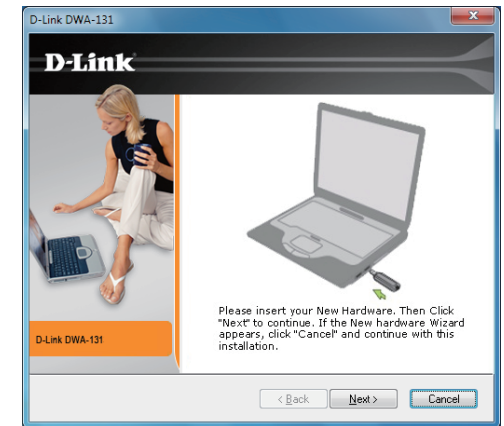 D-Link DWA-131
D-Link
Please insert your New Hardware. Then Click
"Next" to continue. If the New hardware Wizard
appears, click "Cancel" and continue with this
installation.
D-Link DWA-131
< Back
Next >
Cancel